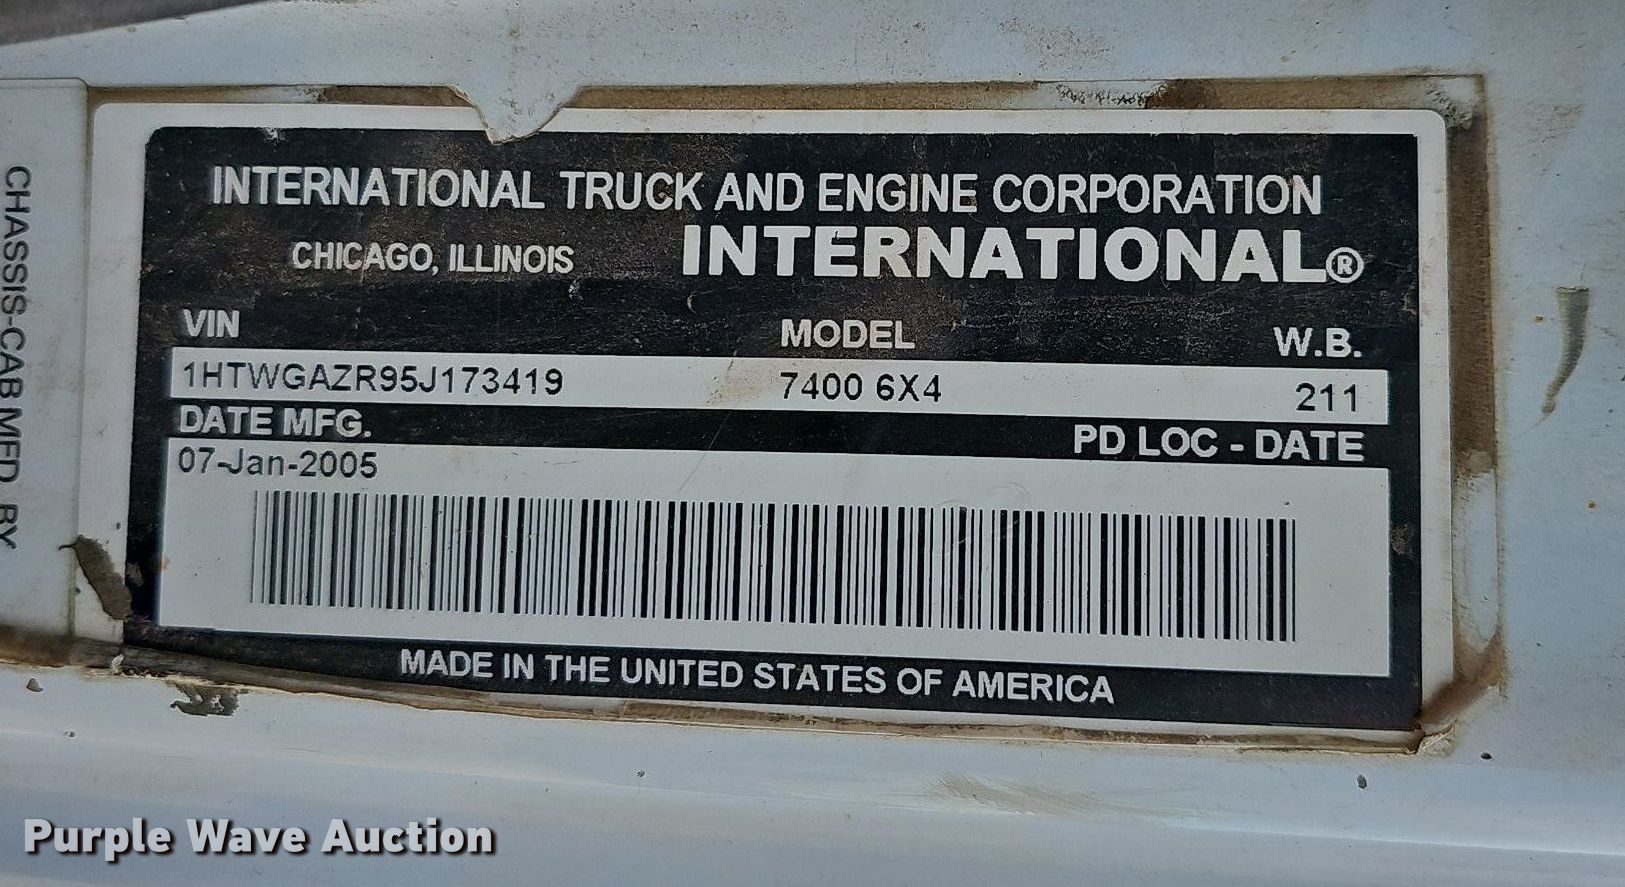 INTERNATIONAL TRUCK AND ENGINE CORPORATION
CHICAGO, ILLINOIS INTERNATIONAL®
VIN MODEL W.B.
1HTWGAZR95J173419 7400 6X4 211
DATE MFG. PD LOC - DATE
07-Jan-2005
MADE IN THE UNITED STATES OF AMERICA
CHASSIS-CAB MFD BY
Purple Wave Auction